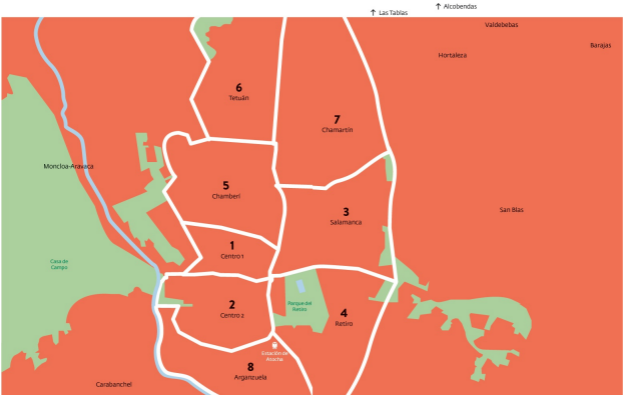 ↑ Las Tablas
↑ Alcobendas
Valdebebas
Barajas
Hortaleza
6
Tetuán
7
Chamartín
Moncloa-Aravaca
5
Chamberí
3
Salamanca
San Blas
1
Centro 1
Casa de
Campo
2
Centro 2
Parque del
Retiro
4
Retiro
Estación de
Atocha
8
Arganzuela
Carabanchel